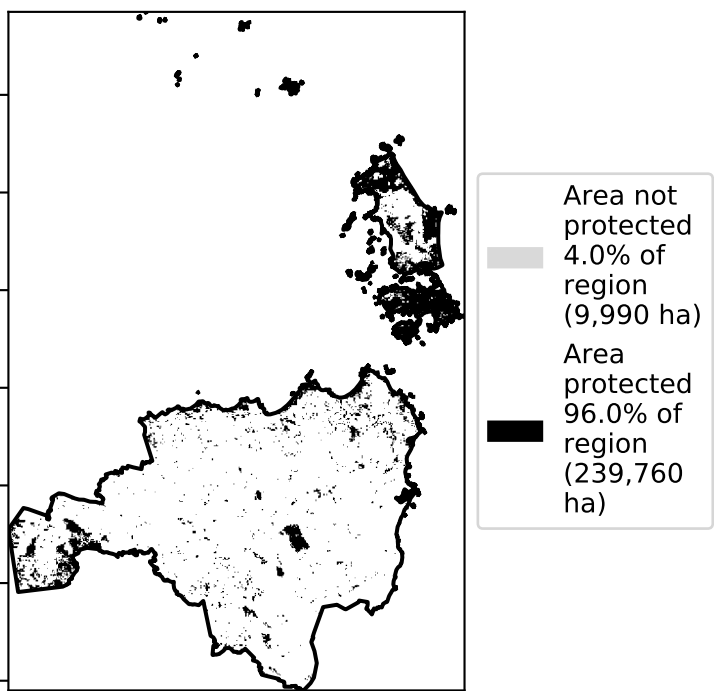 Area not
protected
4.0% of
region
(9,990 ha)
Area
protected
96.0% of
region
(239,760
ha)